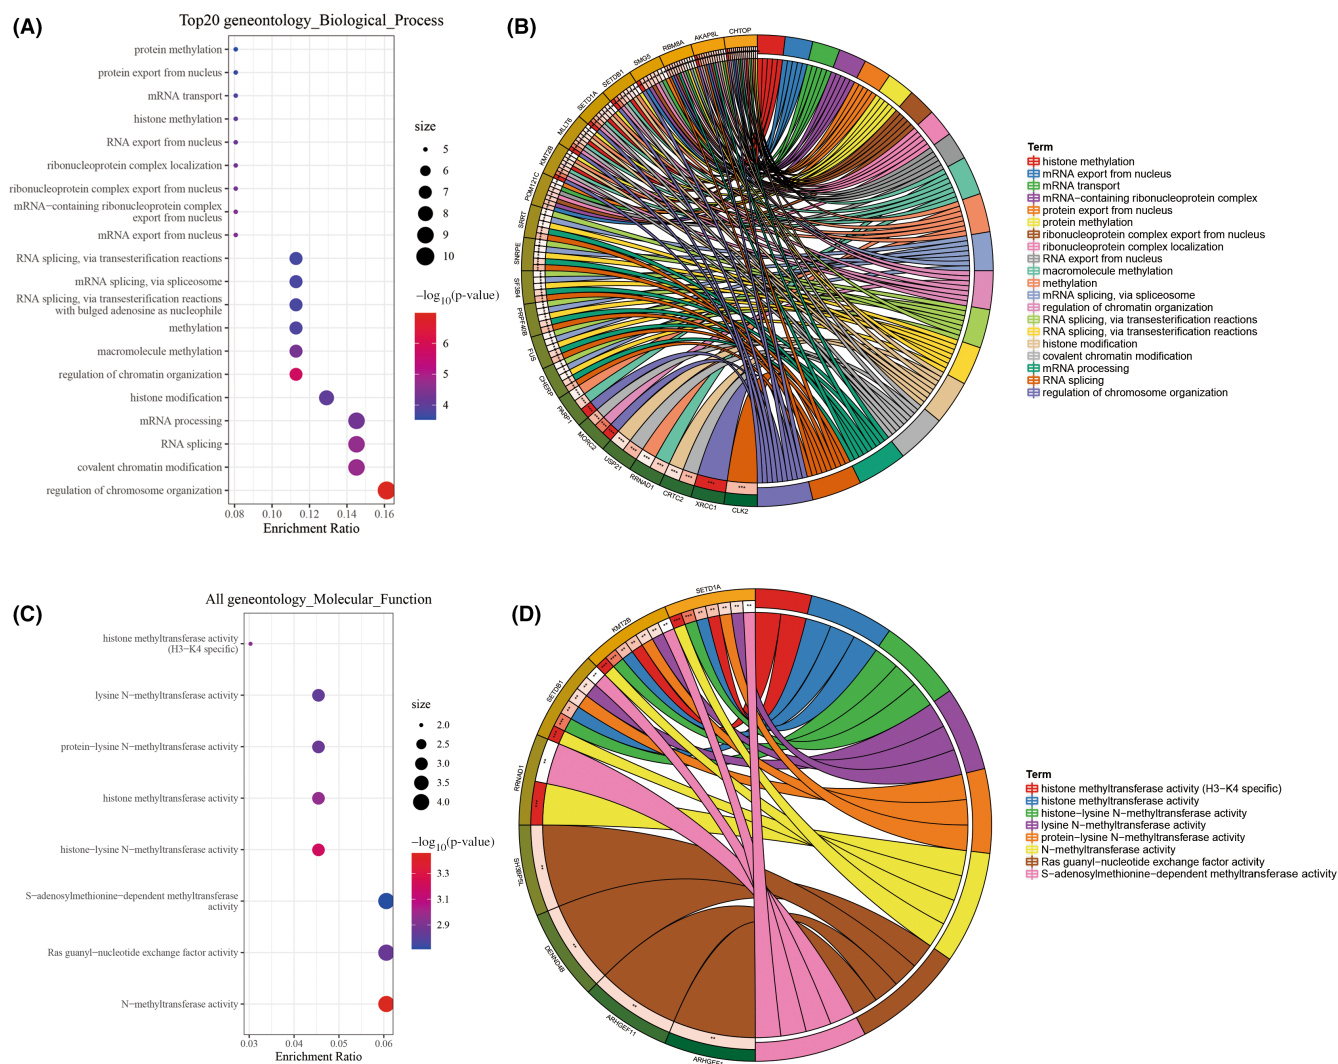 (A)
Top20 geneontology_Biological_Process
protein methylation
protein export from nucleus
mRNA transport
histone methylation
RNA export from nucleus
ribonucleoprotein complex localization
ribonucleoprotein complex export from nucleus
mRNA−containing ribonucleoprotein complex
export from nucleus
mRNA export from nucleus
RNA splicing, via transesterification reactions
mRNA splicing, via spliceosome
RNA splicing, via transesterification reactions
with bulged adenosine as nucleophile
methylation
macromolecule methylation
regulation of chromatin organization
histone modification
mRNA processing
RNA splicing
covalent chromatin modification
regulation of chromosome organization
0.08 0.10 0.12 0.14 0.16
Enrichment Ratio
size
5
6
7
8
9
10
−log10(p-value)
6
5
4
(B)
CHTOP
AKAP8L
RBM8A
SMG5
SETDB1
SETD1A
MLLT6
KMT2B
POM121C
SRRT
SNRPE
SF3B4
PRPF40B
FUS
CHERP
PARP1
MORC2
USP21
RRNAD1
CRTC2
XRCC1
CLK2
Term
histone methylation
mRNA export from nucleus
mRNA transport
mRNA−containing ribonucleoprotein complex
protein export from nucleus
protein methylation
ribonucleoprotein complex export from nucleus
ribonucleoprotein complex localization
RNA export from nucleus
macromolecule methylation
methylation
mRNA splicing, via spliceosome
regulation of chromatin organization
RNA splicing, via transesterification reactions
RNA splicing, via transesterification reactions
histone modification
covalent chromatin modification
mRNA processing
RNA splicing
regulation of chromosome organization
(C)
All geneontology_Molecular_Function
histone methyltransferase activity
(H3−K4 specific)
lysine N−methyltransferase activity
protein−lysine N−methyltransferase activity
histone methyltransferase activity
histone−lysine N−methyltransferase activity
S−adenosylmethionine−dependent methyltransferase
activity
Ras guanyl−nucleotide exchange factor activity
N−methyltransferase activity
0.03 0.04 0.05 0.06
Enrichment Ratio
size
2.0
2.5
3.0
3.5
4.0
−log10(p-value)
3.3
3.1
2.9
(D)
SETD1A
KMT2B
SETDB1
RRNAD1
SH3BP5L
DENND4B
ARHGEF11
Term
histone methyltransferase activity (H3−K4 specific)
histone methyltransferase activity
histone−lysine N−methyltransferase activity
lysine N−methyltransferase activity
protein−lysine N−methyltransferase activity
N−methyltransferase activity
Ras guanyl−nucleotide exchange factor activity
S−adenosylmethionine−dependent methyltransferase activity